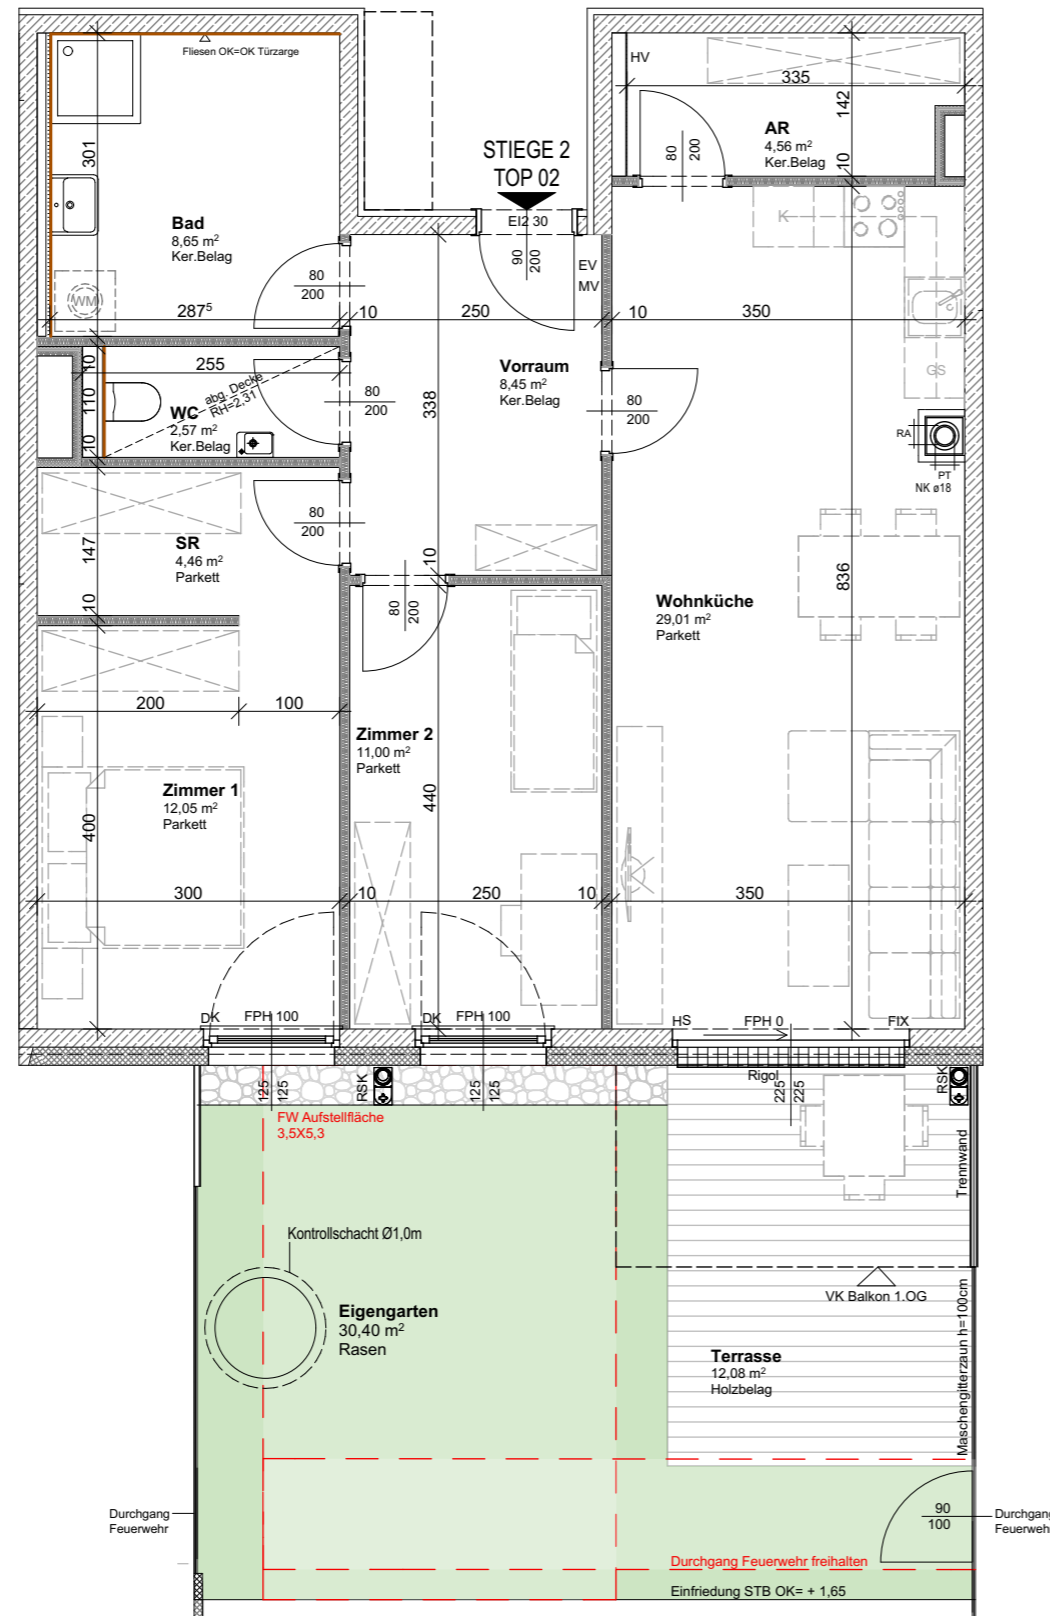 Fliesen OK=OK Türzarge
HV
335
142
AR
4,56 m²
Ker.Belag
80
200
10
301
STIEGE 2
TOP 02
EI2 30
90
200
EV
MV
K
Bad
8,65 m²
Ker.Belag
80
200
WM
287⁵
10
250
10
350
GS
10
255
abg. Decke
RH=2,31
110
WC
2,57 m²
Ker.Belag
10
80
200
338
Vorraum
8,45 m²
Ker.Belag
80
200
RA
PT
NK ø18
147
SR
4,46 m²
Parkett
80
200
10
10
80
200
836
Wohnküche
29,01 m²
Parkett
200
100
Zimmer 2
11,00 m²
Parkett
Zimmer 1
12,05 m²
Parkett
400
440
300
10
250
10
350
DK
FPH 100
DK
FPH 100
HS
FPH 0
FIX
125
125
RSK
125
125
Rigol
225
225
RSK
FW Aufstellfläche
3,5X5,3
Trennwand
Kontrollschacht Ø1,0m
VK Balkon 1.OG
Eigengarten
30,40 m²
Rasen
Terrasse
12,08 m²
Holzbelag
Maschengitterzaun h=100cm
Durchgang
Feuerwehr
90
100
Durchgang
Feuerwehr
Durchgang Feuerwehr freihalten
Einfriedung STB OK= + 1,65